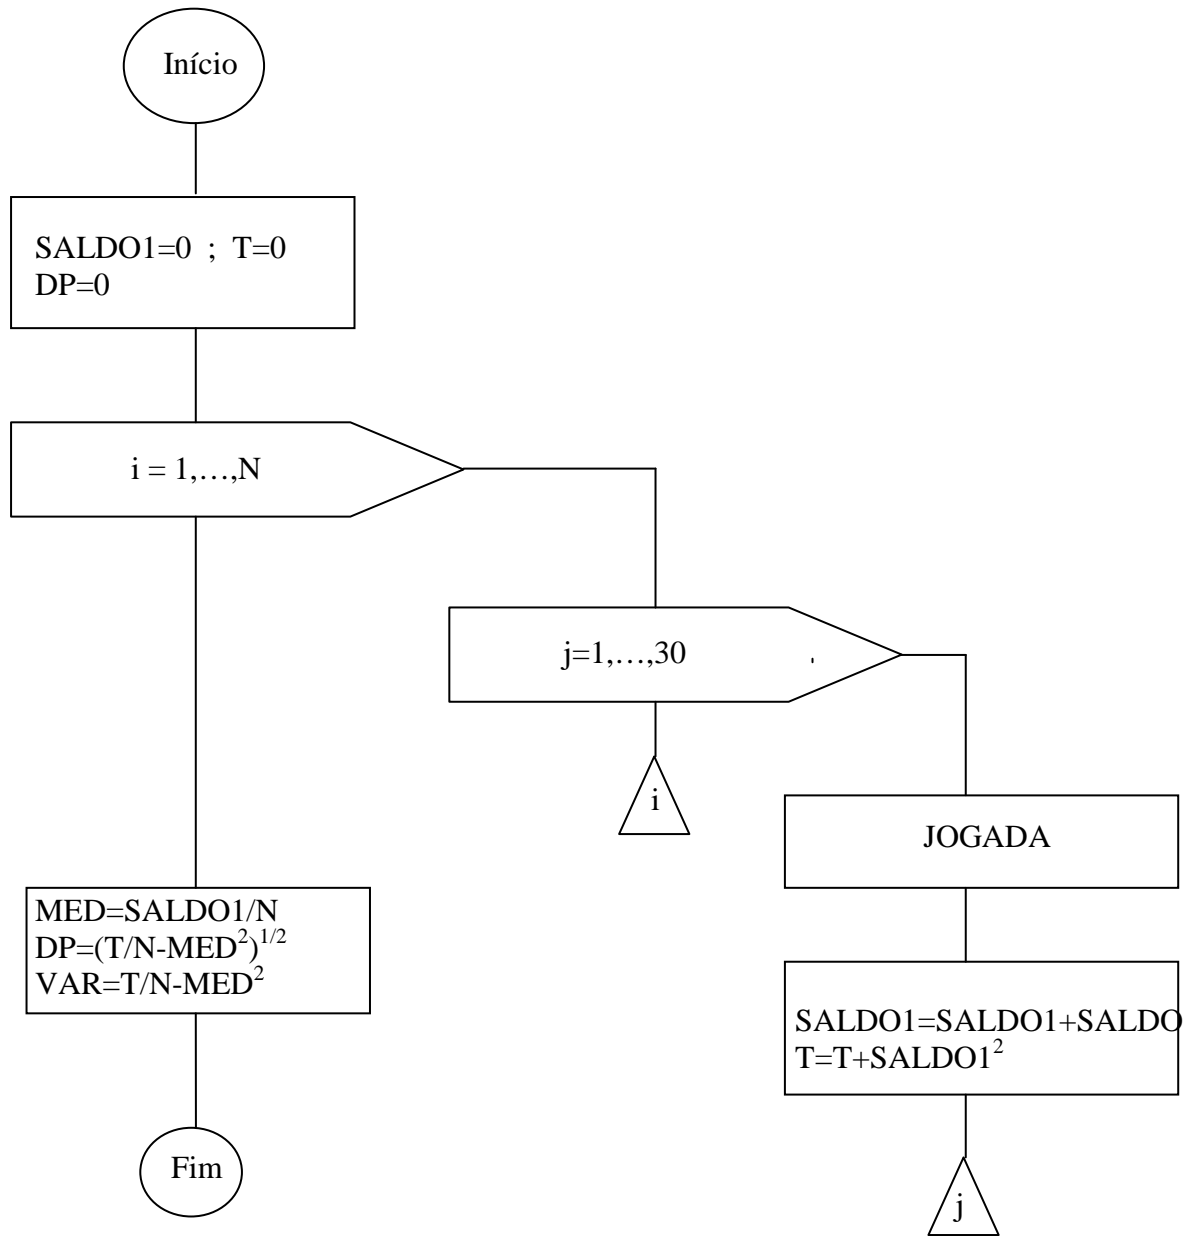 Início
SALDO1=0 ; T=0
DP=0
i = 1,…,N
j=1,…,30
i
JOGADA
MED=SALDO1/N
DP=(T/N-MED²)¹/²
VAR=T/N-MED²
SALDO1=SALDO1+SALDO
T=T+SALDO1²
Fim
j